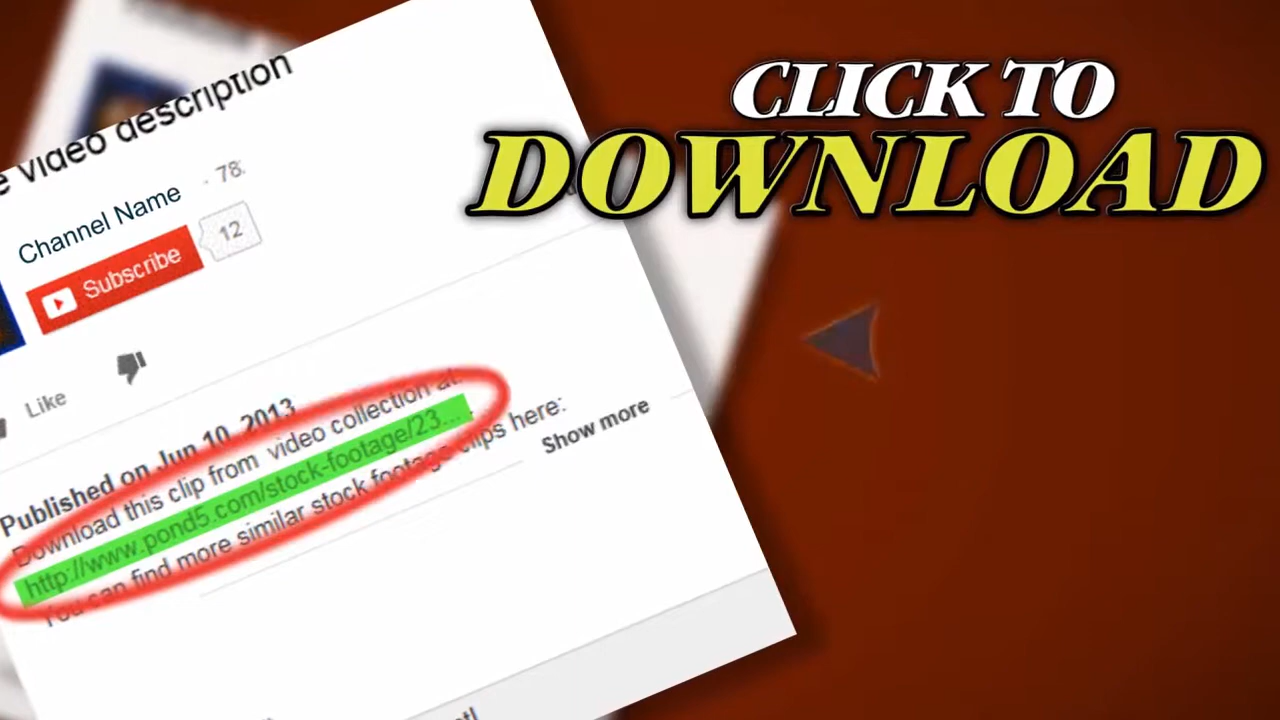 CLICK TO
DOWNLOAD
video description
Channel Name
78
Subscribe
12
Like
Published on Jun 10, 2013
Download this clip from video collection at
http://www.pond5.com/stock-footage/23...
You can find more similar stock footage clips here:
Show more